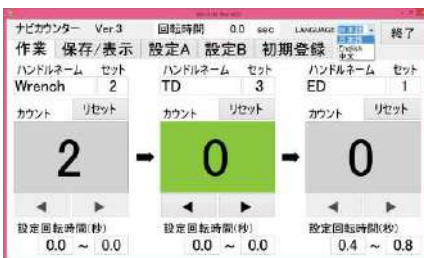 ナビカウンター Ver.3 回転時間 0.0 sec LANGUAGE 日本語 終了
日本語
English
中文
作業 保存/表示 設定A 設定B 初期登録
ハンドルネーム セット ハンドルネーム セット ハンドルネーム セット
Wrench 2 TD 3 ED 1
カウント リセット カウント リセット カウント リセット
2 ➡ 0 ➡ 0
◀ ▶ ◀ ▶ ◀ ▶
設定回転時間(秒) 設定回転時間(秒) 設定回転時間(秒)
0.0 ~ 0.0 0.0 ~ 0.0 0.4 ~ 0.8